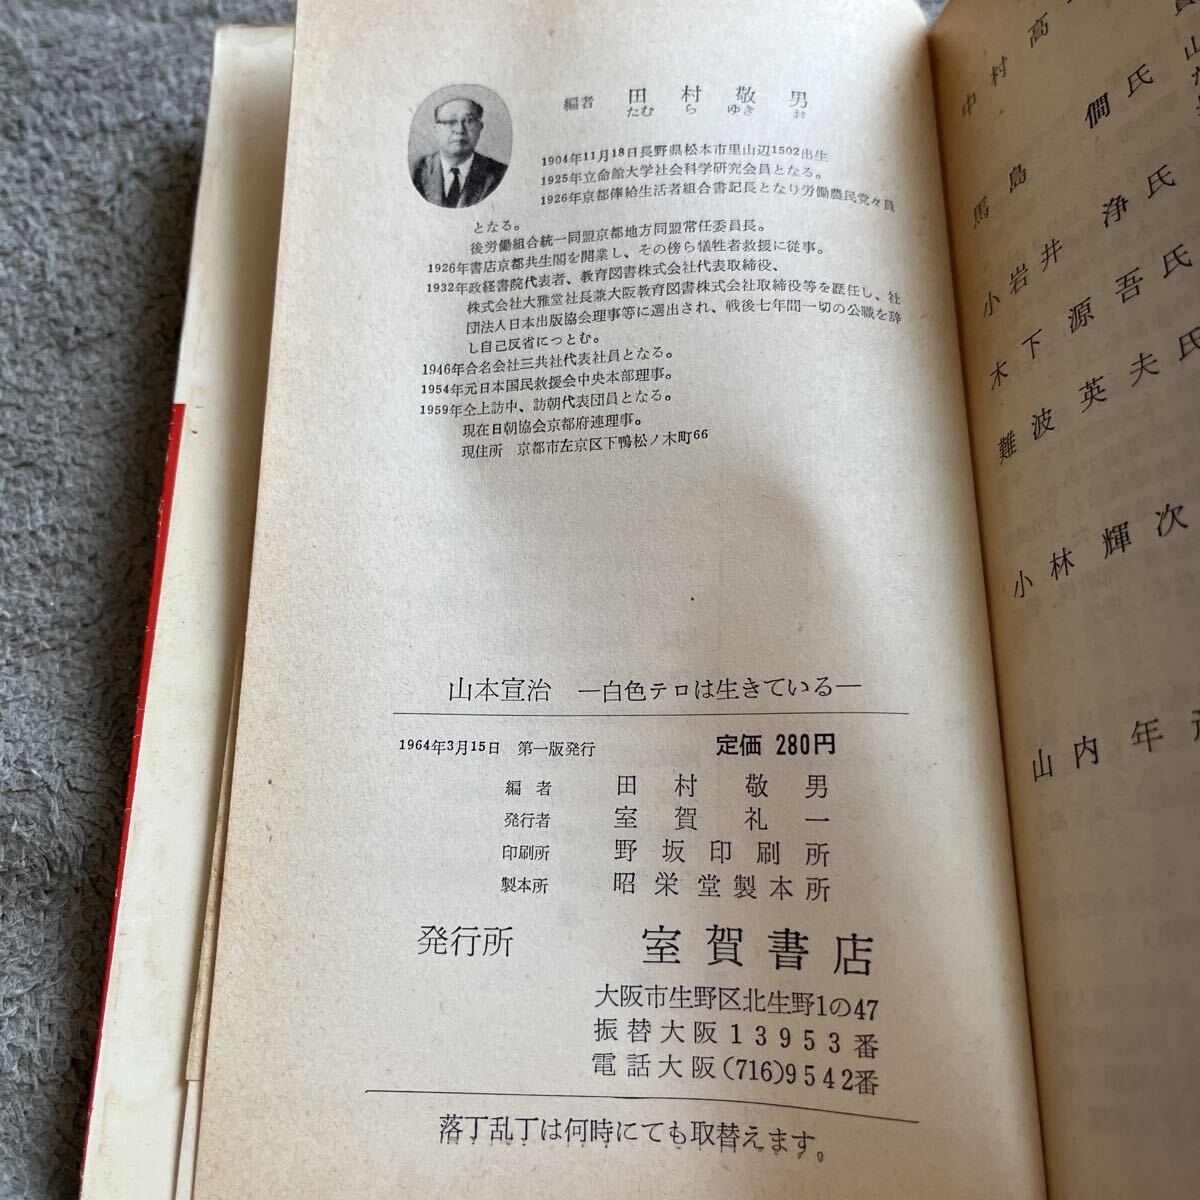 編者 田村敬男
たむらゆきお
1904年11月18日長野県松本市里山辺1502出生
1925年立命館大学社会科学研究会員となる。
1926年京都俸給生活者組合書記長となり労働農民党々員
となる。
後労働組合統一同盟京都地方同盟常任委員長。
1926年書店京都共生閣を開業し、その傍ら犠牲者救援に従事。
1932年政経書院代表者、教育図書株式会社代表取締役、
株式会社大雅堂社長兼大阪教育図書株式会社取締役等を歴任し、社
団法人日本出版協会理事等に選出され、戦後七年間一切の公職を辞
し自己反省につとむ。
1946年合名会社三共社代表社員となる。
1954年元日本国民救援会中央本部理事。
1959年仝上訪中、訪朝代表団員となる。
現在日朝協会京都府連理事。
現住所 京都市左京区下鴨松ノ木町66
山本宣治 ―白色テロは生きている―
1964年3月15日 第一版発行 定価 280円
編者 田村敬男
発行者 室賀礼一
印刷所 野坂印刷所
製本所 昭栄堂製本所
発行所 室賀書店
大阪市生野区北生野1の47
振替大阪13953番
電話大阪(716)9542番
落丁乱丁は何時にても取替えます。
中村高
馬島僩氏
小岩井浄氏
木下源吾氏
難波英夫氏
小林輝次
山内年